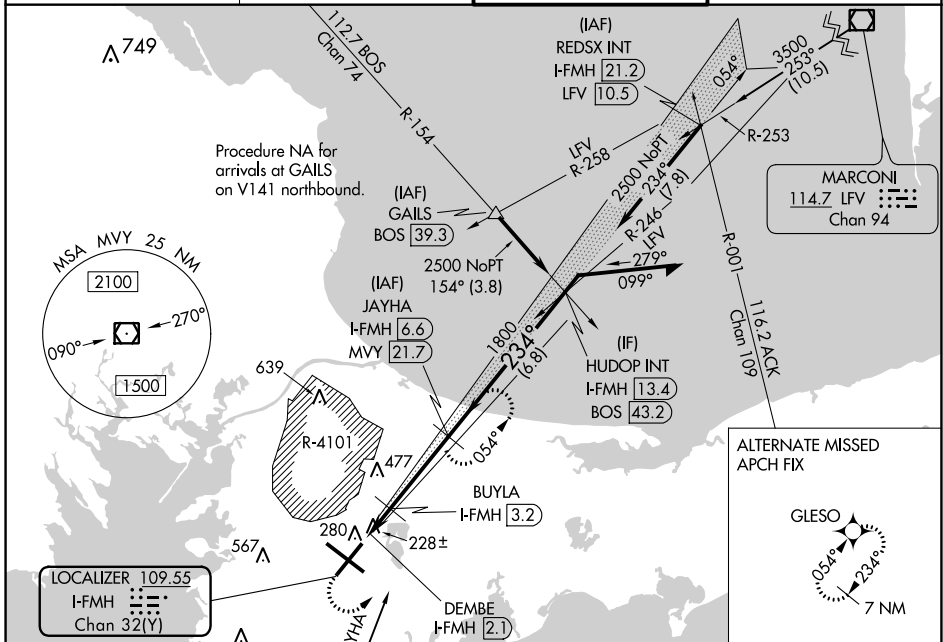 749
112.7 BOS
Chan 74
R-154
(IAF)
REDSX INT
I-FMH 21.2
LFV 10.5
054°
3500
253°
(10.5)
R-253
LFV
R-258
2500 NoPT
234°
(7.8)
R-246
LFV
MARCONI
114.7 LFV
Chan 94
Procedure NA for
arrivals at GAILS
on V141 northbound.
(IAF)
GAILS
BOS 39.3
2500 NoPT
154° (3.8)
279°
099°
R-001
116.2 ACK
Chan 109
MSA MVY 25 NM
2100
270°
090°
1500
(IAF)
JAYHA
I-FMH 6.6
MVY 21.7
1800
234°
(6.8)
(IF)
HUDOP INT
I-FMH 13.4
BOS 43.2
639
R-4101
054°
477
BUYLA
I-FMH 3.2
280
228±
567
LOCALIZER 109.55
I-FMH
Chan 32(Y)
DEMBE
I-FMH 2.1
YHA
ALTERNATE MISSED
APCH FIX
GLESO
054°
234°
7 NM